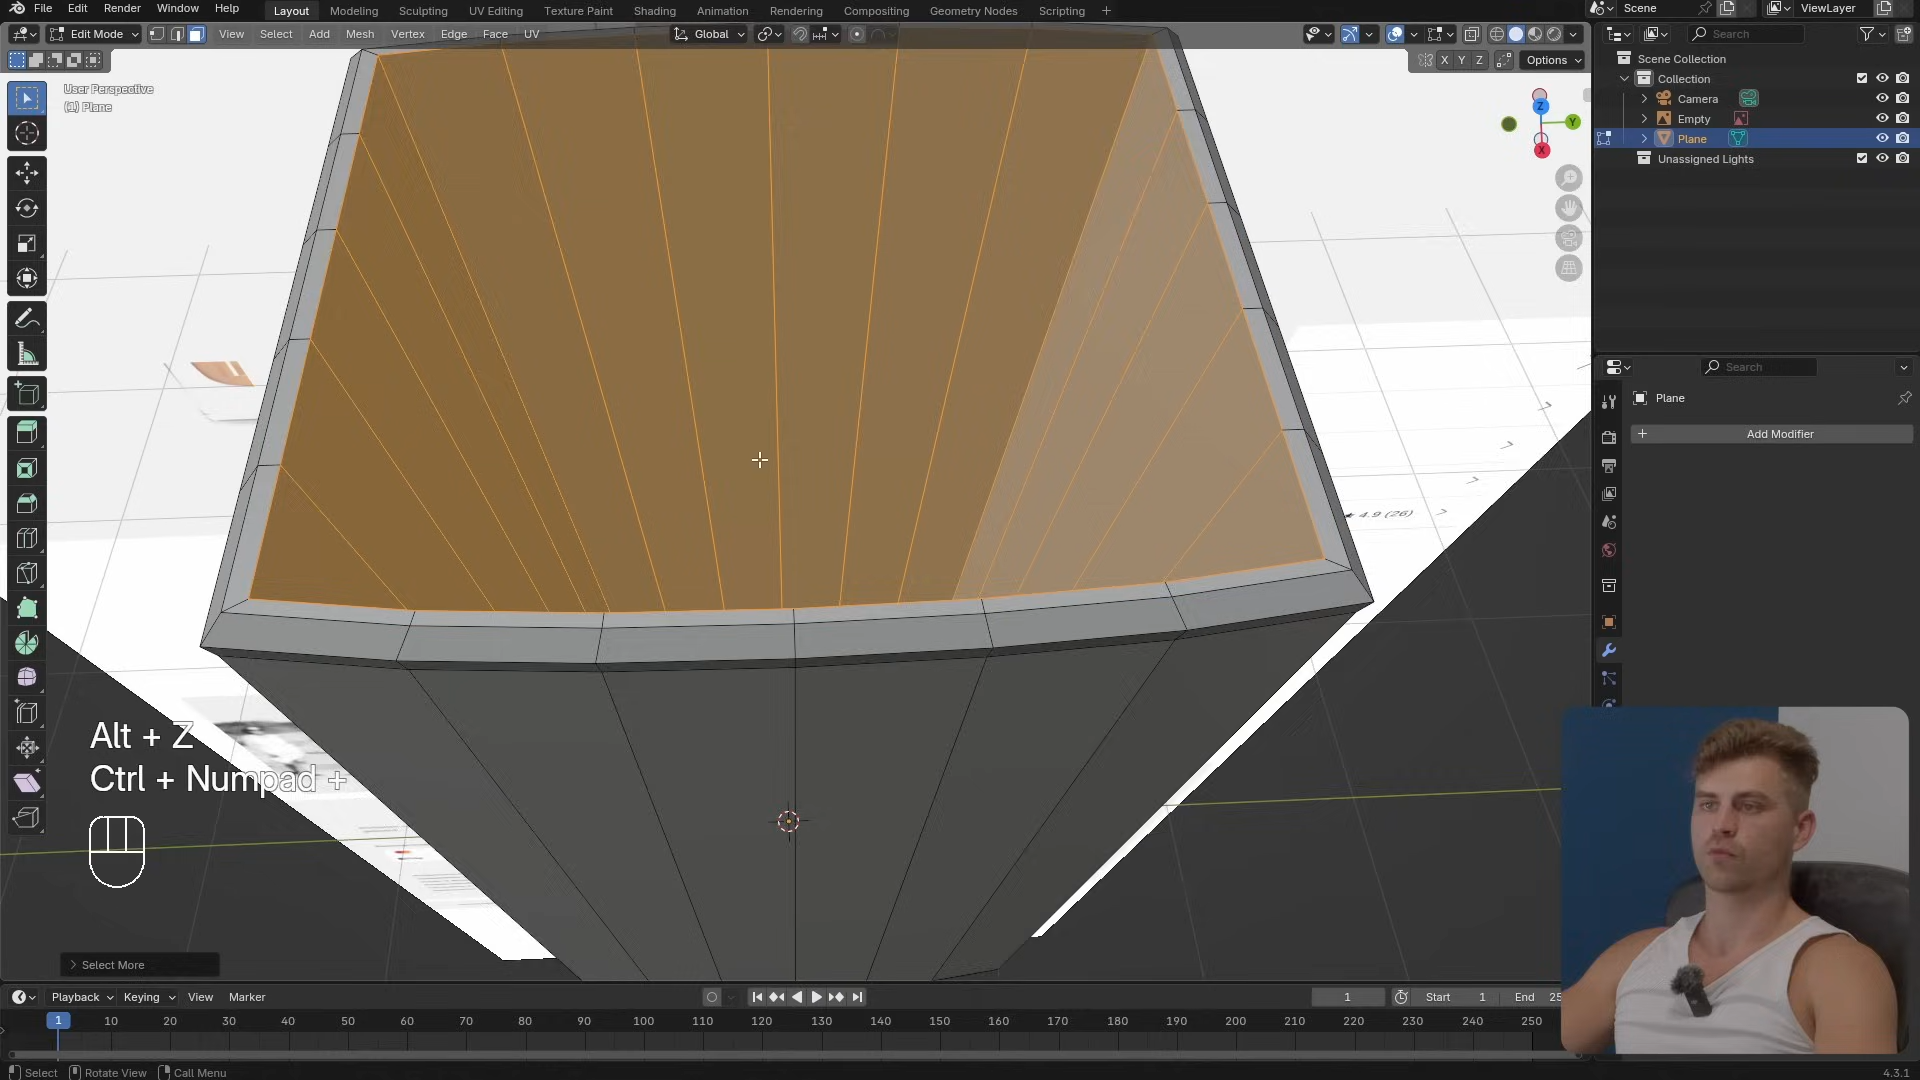 File Edit Render Window Help Layout Modeling Sculpting UV Editing Texture Paint Shading Animation Rendering Compositing Geometry Nodes Scripting + Scene ViewLayer
Edit Mode View Select Add Mesh Vertex Edge Face UV Global Search
X Y Z Options
User Perspective
(1) Plane
Scene Collection
Collection
Camera
Empty
Plane
Unassigned Lights
Z
Y
X
Search
Plane
Add Modifier
4.9 (26)
Alt + Z
Ctrl + Numpad +
Select More
Playback Keying View Marker 1 Start 1 End 25
1 10 20 30 40 50 60 70 80 90 100 110 120 130 140 150 160 170 180 190 200 210 220 230 240 250
Select Rotate View Call Menu 4.3.1